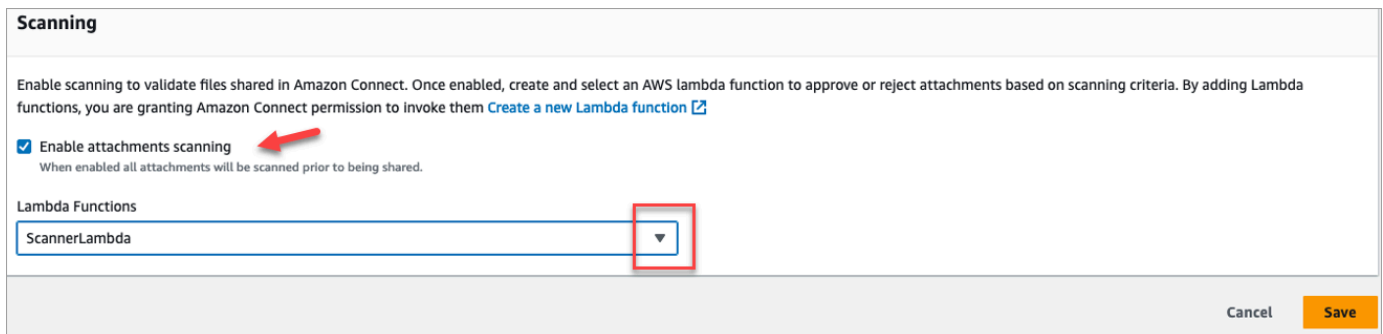 Scanning
Enable scanning to validate files shared in Amazon Connect. Once enabled, create and select an AWS lambda function to approve or reject attachments based on scanning criteria. By adding Lambda
functions, you are granting Amazon Connect permission to invoke them Create a new Lambda function
Enable attachments scanning
When enabled all attachments will be scanned prior to being shared.
Lambda Functions
ScannerLambda
Cancel Save